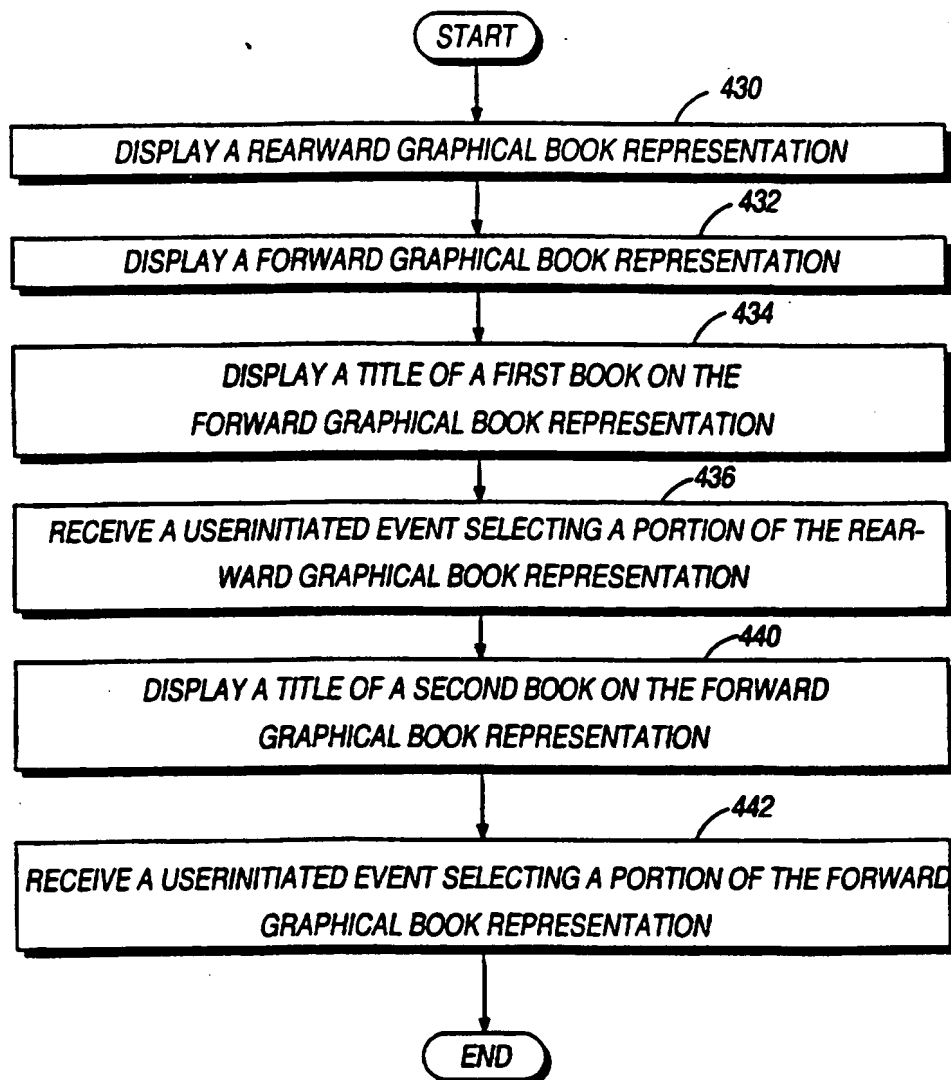 START
430
DISPLAY A REARWARD GRAPHICAL BOOK REPRESENTATION
432
DISPLAY A FORWARD GRAPHICAL BOOK REPRESENTATION
434
DISPLAY A TITLE OF A FIRST BOOK ON THE
FORWARD GRAPHICAL BOOK REPRESENTATION
436
RECEIVE A USERINITIATED EVENT SELECTING A PORTION OF THE REAR-
WARD GRAPHICAL BOOK REPRESENTATION
440
DISPLAY A TITLE OF A SECOND BOOK ON THE FORWARD
GRAPHICAL BOOK REPRESENTATION
442
RECEIVE A USERINITIATED EVENT SELECTING A PORTION OF THE FORWARD
GRAPHICAL BOOK REPRESENTATION
END